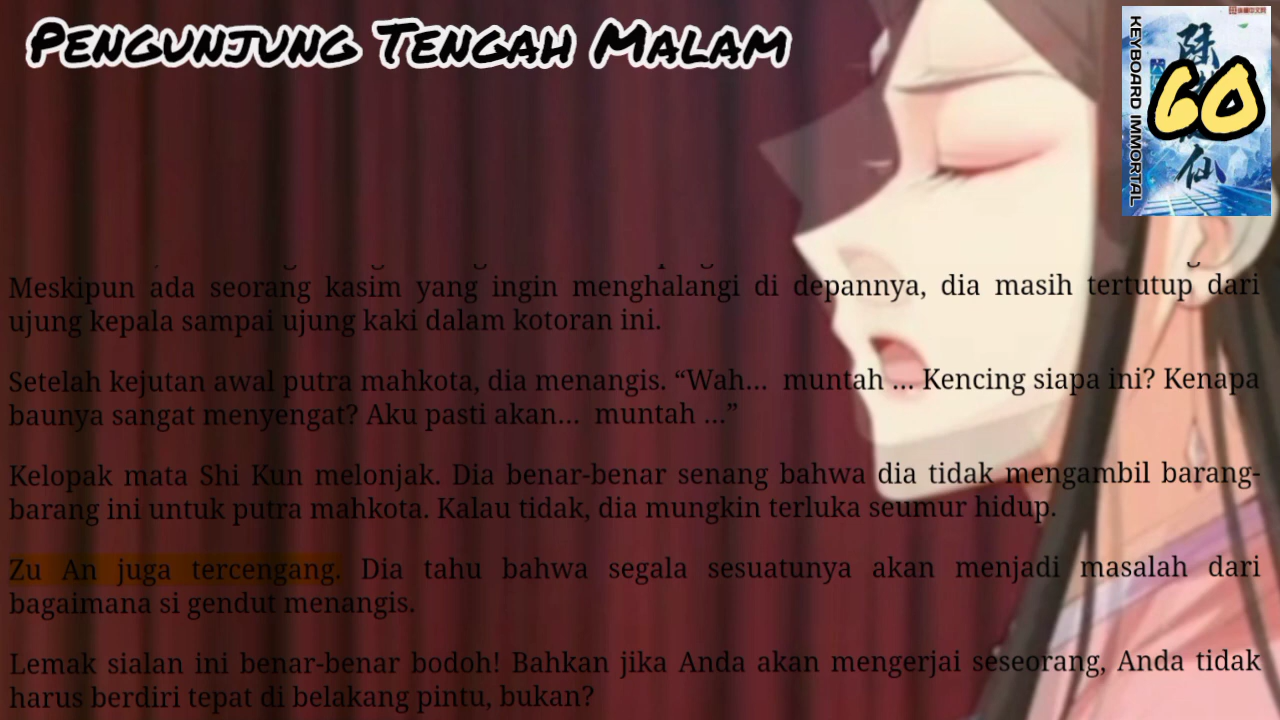 Pengunjung Tengah Malam
60
KEYBOARD IMMORTAL
Meskipun ada seorang kasim yang ingin menghalangi di depannya, dia masih tertutup dari
ujung kepala sampai ujung kaki dalam kotoran ini.
Setelah kejutan awal putra mahkota, dia menangis. “Wah… muntah … Kencing siapa ini? Kenapa
baunya sangat menyengat? Aku pasti akan… muntah …”
Kelopak mata Shi Kun melonjak. Dia benar-benar senang bahwa dia tidak mengambil barang-
barang ini untuk putra mahkota. Kalau tidak, dia mungkin terluka seumur hidup.
Zu An juga tercengang. Dia tahu bahwa segala sesuatunya akan menjadi masalah dari
bagaimana si gendut menangis.
Lemak sialan ini benar-benar bodoh! Bahkan jika Anda akan mengerjai seseorang, Anda tidak
harus berdiri tepat di belakang pintu, bukan?